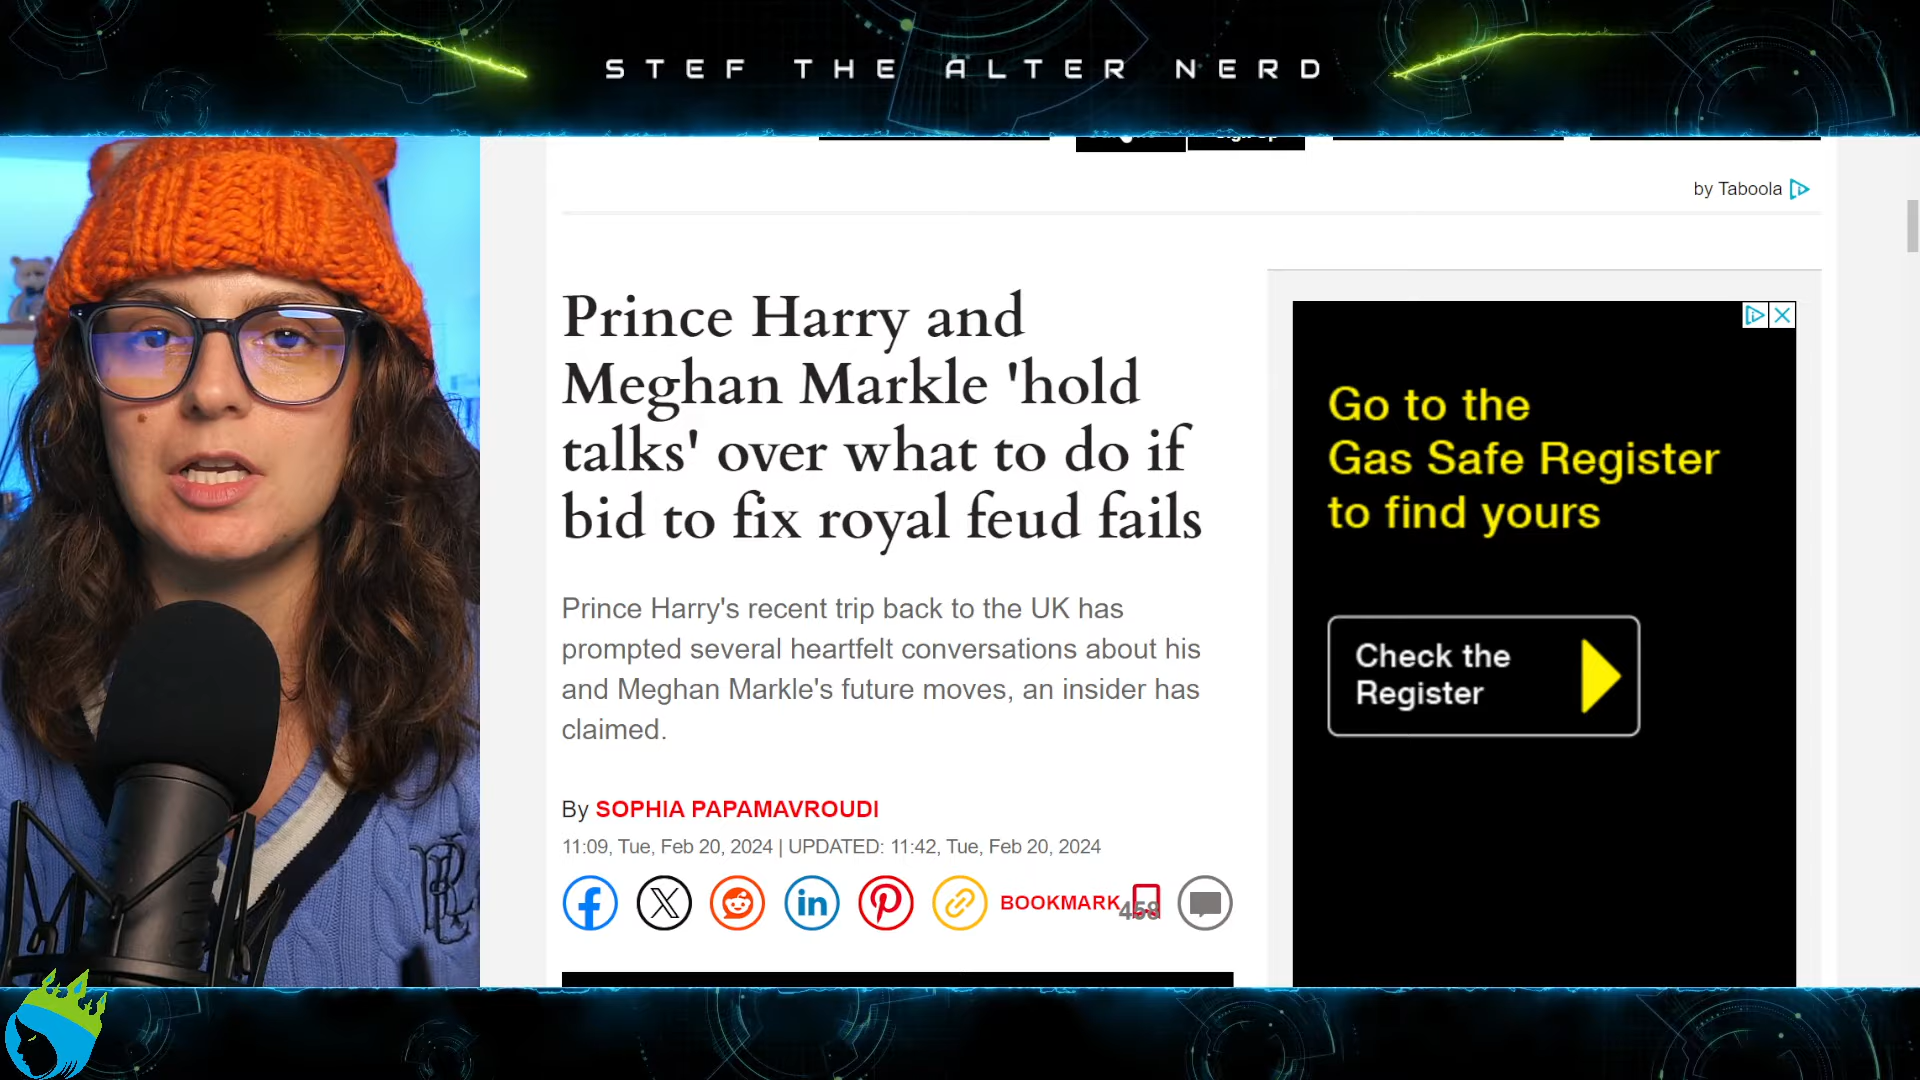 STEF THE ALTER NERD
by Taboola
Prince Harry and
Meghan Markle 'hold
talks' over what to do if
bid to fix royal feud fails
Prince Harry's recent trip back to the UK has
prompted several heartfelt conversations about his
and Meghan Markle's future moves, an insider has
claimed.
By SOPHIA PAPAMAVROUDI
11:09, Tue, Feb 20, 2024 | UPDATED: 11:42, Tue, Feb 20, 2024
BOOKMARK
458
Go to the
Gas Safe Register
to find yours
Check the
Register